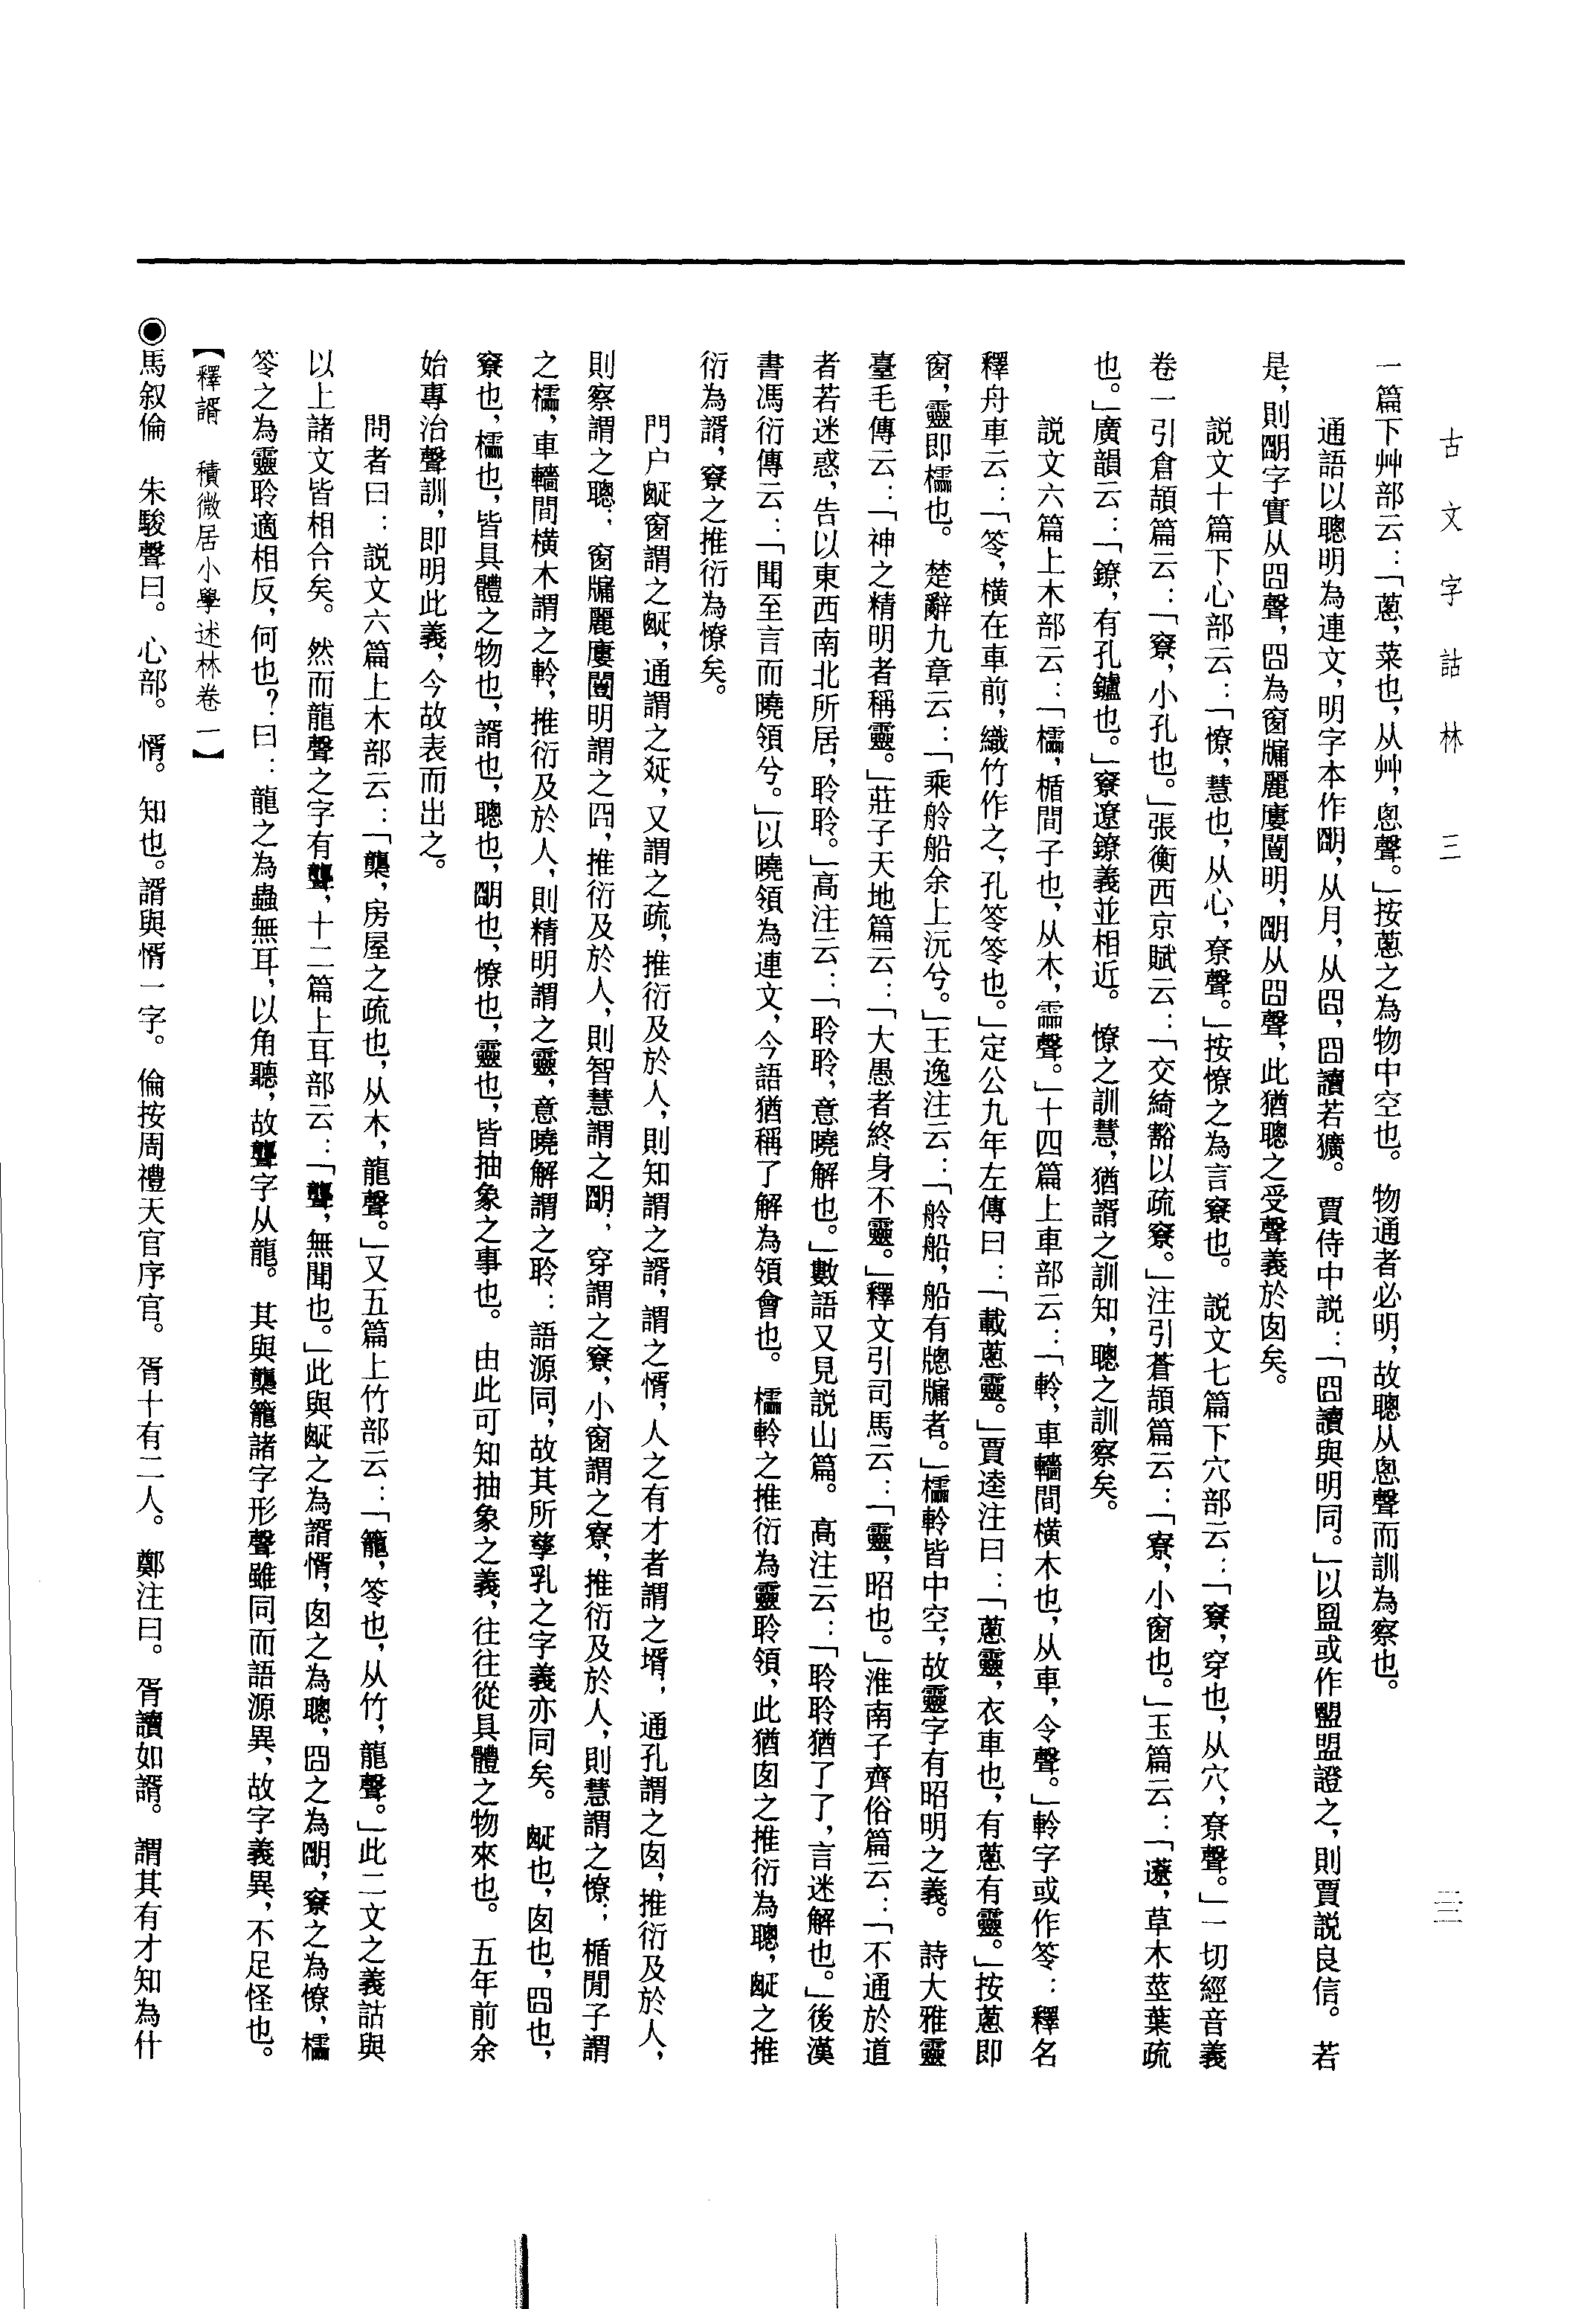 古文字詁林 三
三三
一篇下艸部云：「蔥，菜也，从艸，悤聲。」按蔥之為物中空也。物通者必明，故聰从悤聲而訓為察也。
通語以聰明為連文，明字本作朙，从月，从囧，囧讀若獷。賈侍中説：「囧讀與明同。」以盟或作盟證之，則賈説良信。若
是，則朙字實从囧聲，囧為窗牖麗廔闓明，朙从囧聲，此猶聰之受聲義於囱矣。
説文十篇下心部云：「憭，慧也，从心，尞聲。」按憭之為言竂也。説文七篇下穴部云：「竂，穿也，从穴，尞聲。」一切經音義
卷一引倉頡篇云：「竂，小孔也。」張衡西京賦云：「交綺豁以疏竂。」注引蒼頡篇云：「寮，小窗也。」玉篇云：「䕩，草木莖葉疏
也。」廣韻云：「鐐，有孔鑪也。」竂䕩鐐義並相近。憭之訓慧，猶諝之訓知，聰之訓察矣。
説文六篇上木部云：「櫺，楯間子也，从木，霝聲。」十四篇上車部云：「軨，車轖間橫木也，从車，令聲。」軨字或作笭：釋名
釋舟車云：「笭，橫在車前，織竹作之，孔笭笭也。」定公九年左傳曰：「載蔥靈。」賈逵注曰：「蔥靈，衣車也，有蔥有靈。」按蔥即
窗，靈即櫺也。楚辭九章云：「乘舲船余上沅兮。」王逸注云：「舲船，船有牕牖者。」櫺軨皆中空，故靈字有昭明之義。詩大雅靈
臺毛傳云：「神之精明者稱靈。」莊子天地篇云：「大愚者終身不靈。」釋文引司馬云：「靈，昭也。」淮南子齊俗篇云：「不通於道
者若迷惑，告以東西南北所居，聆聆。」高注云：「聆聆，意曉解也。」數語又見説山篇。高注云：「聆聆猶了了，言迷解也。」後漢
書馮衍傳云：「聞至言而曉領兮。」以曉領為連文，今語猶稱了解為領會也。櫺軨之推衍為靈聆領，此猶囱之推衍為聰，䟽之推
衍為諝，竂之推衍為憭矣。
門户䟽窗謂之䟽，通謂之㸚，又謂之疏，推衍及於人，則知謂之諝，謂之惰，人之有才者謂之壻，通孔謂之囱，推衍及於人，
則察謂之聰；窗牖麗廔闓明謂之囧，推衍及於人，則智慧謂之朙；穿謂之竂，小窗謂之寮，推衍及於人，則慧謂之憭；楯閒子謂
之櫺，車轖間橫木謂之軨，推衍及於人，則精明謂之靈，意曉解謂之聆：語源同，故其所孳乳之字義亦同矣。䟽也，囱也，囧也，
竂也，櫺也，皆具體之物也，諝也，聰也，朙也，憭也，靈也，皆抽象之事也。由此可知抽象之義，往往從具體之物來也。五年前余
始專治聲訓，即明此義，今故表而出之。
問者曰：説文六篇上木部云：「櫳，房屋之疏也，从木，龍聲。」又五篇上竹部云：「籠，笭也，从竹，龍聲。」此二文之義詁與
以上諸文皆相合矣。然而龍聲之字有聾，十二篇上耳部云：「聾，無聞也。」此與䟽之為諝惰，囱之為聰，囧之為朙，竂之為憭，櫺
笭之為靈聆適相反，何也？曰：龍之為蟲無耳，以角聽，故聾字从龍。其與櫳籠諸字形聲雖同而語源異，故字義異，不足怪也。
【釋諝　積微居小學述林卷一】
◉馬叙倫　朱駿聲曰。心部。惰。知也。諝與惰一字。倫按周禮天官序官。胥十有二人。鄭注曰。胥讀如諝。謂其有才知為什